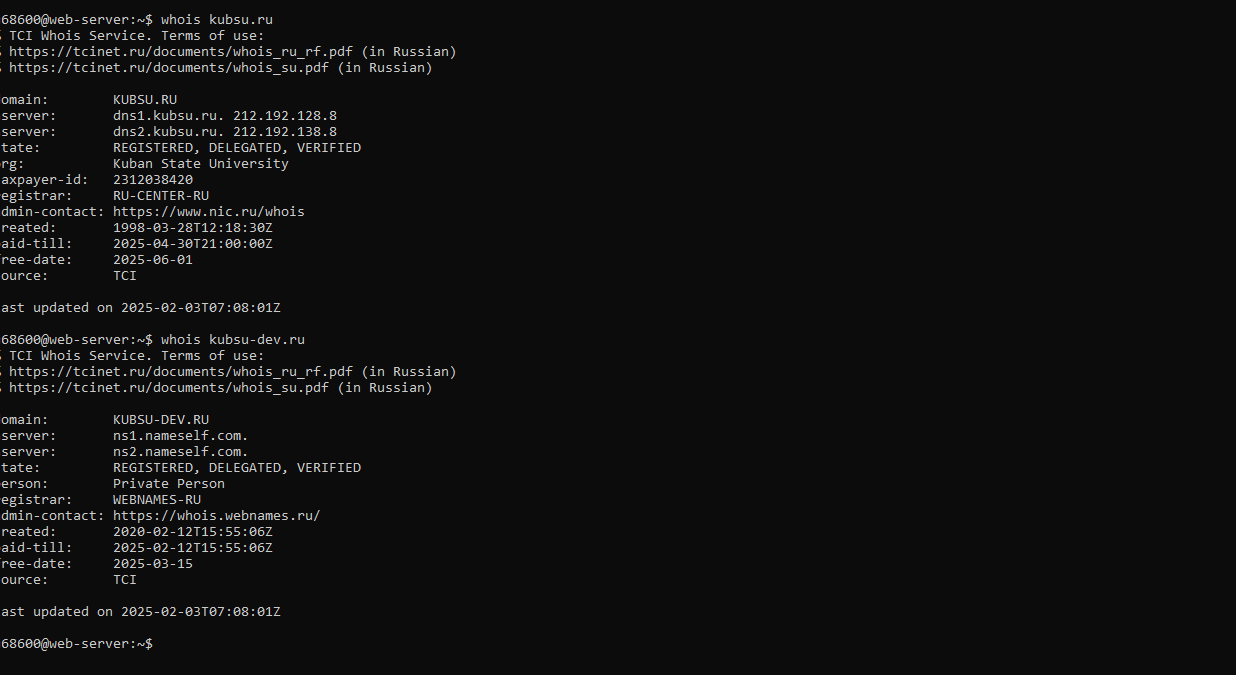 68600@web-server:~$ whois kubsu.ru
% TCI Whois Service. Terms of use:
% https://tcinet.ru/documents/whois_ru_rf.pdf (in Russian)
% https://tcinet.ru/documents/whois_su.pdf (in Russian)
omain: KUBSU.RU
server: dns1.kubsu.ru. 212.192.128.8
server: dns2.kubsu.ru. 212.192.138.8
tate: REGISTERED, DELEGATED, VERIFIED
rg: Kuban State University
axpayer-id: 2312038420
egistrar: RU-CENTER-RU
dmin-contact: https://www.nic.ru/whois
reated: 1998-03-28T12:18:30Z
aid-till: 2025-04-30T21:00:00Z
ree-date: 2025-06-01
ource: TCI
ast updated on 2025-02-03T07:08:01Z
68600@web-server:~$ whois kubsu-dev.ru
% TCI Whois Service. Terms of use:
% https://tcinet.ru/documents/whois_ru_rf.pdf (in Russian)
% https://tcinet.ru/documents/whois_su.pdf (in Russian)
omain: KUBSU-DEV.RU
server: ns1.nameself.com.
server: ns2.nameself.com.
tate: REGISTERED, DELEGATED, VERIFIED
erson: Private Person
egistrar: WEBNAMES-RU
dmin-contact: https://whois.webnames.ru/
reated: 2020-02-12T15:55:06Z
aid-till: 2025-02-12T15:55:06Z
ree-date: 2025-03-15
ource: TCI
ast updated on 2025-02-03T07:08:01Z
68600@web-server:~$